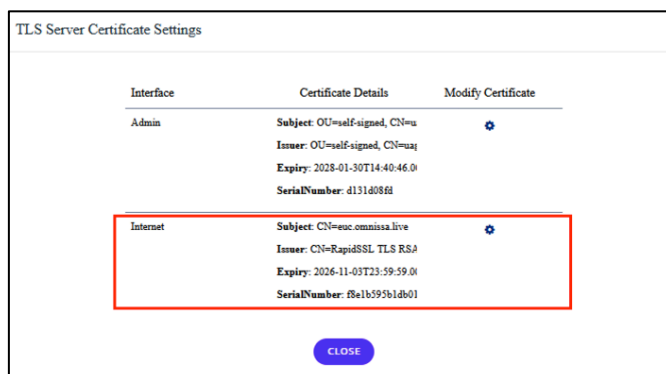 TLS Server Certificate Settings
Interface Certificate Details Modify Certificate
Admin Subject: OU=self-signed, CN=u
Issuer: OU=self-signed, CN=uag
Expiry: 2028-01-30T14:40:46.0
SerialNumber: d131d08fd
Internet Subject: CN=euc.omnissa.live
Issuer: CN=RapidSSL TLS RSA
Expiry: 2026-11-03T23:59:59.0
SerialNumber: f8e1b595b1db01
CLOSE